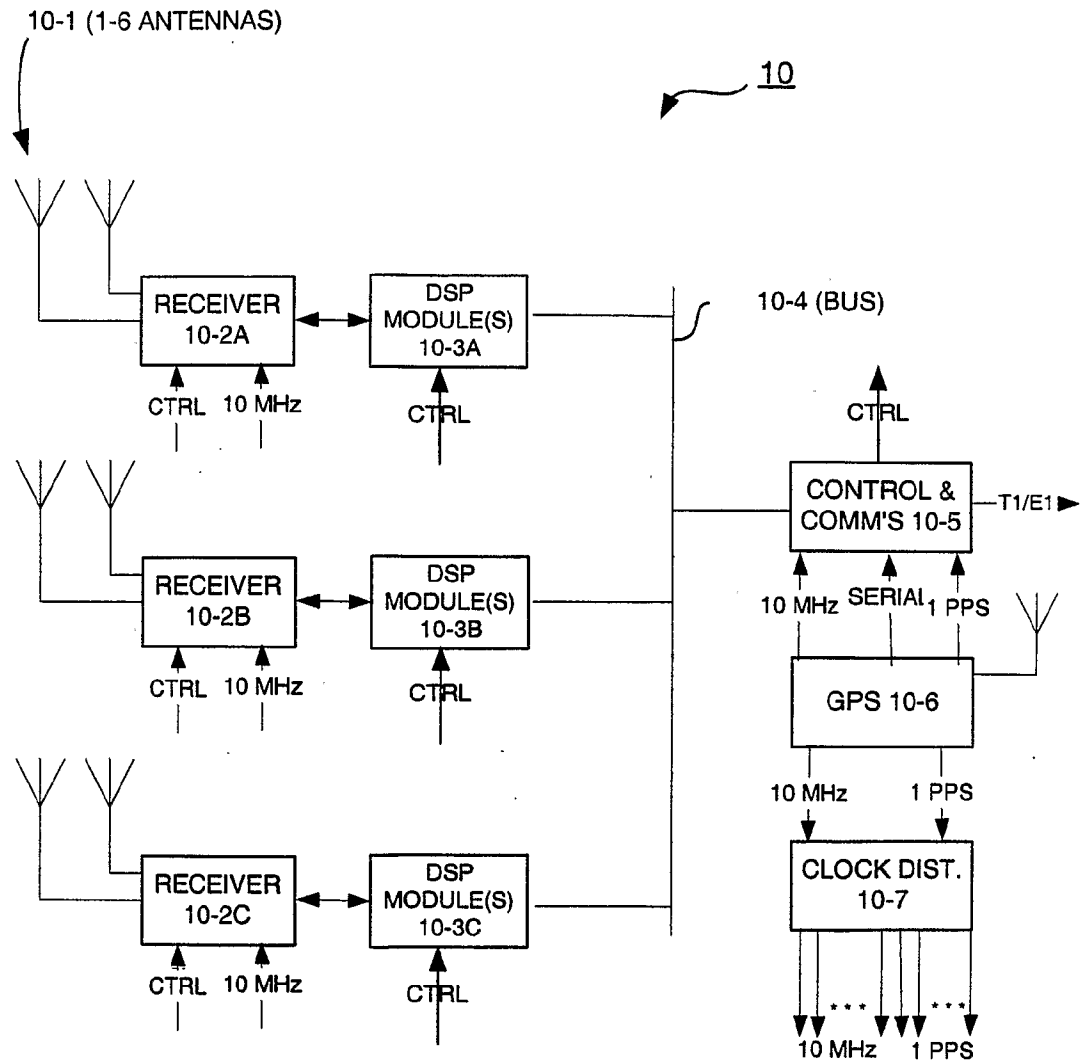 10-1 (1-6 ANTENNAS)
10
RECEIVER
10-2A
DSP
MODULE(S)
10-3A
10-4 (BUS)
CTRL
10 MHz
CTRL
CTRL
RECEIVER
10-2B
DSP
MODULE(S)
10-3B
CONTROL &
COMM'S 10-5
T1/E1
10 MHz
SERIAL
1 PPS
CTRL
10 MHz
CTRL
GPS 10-6
10 MHz
1 PPS
RECEIVER
10-2C
DSP
MODULE(S)
10-3C
CLOCK DIST.
10-7
CTRL
10 MHz
CTRL
* * *
* * *
10 MHz
1 PPS